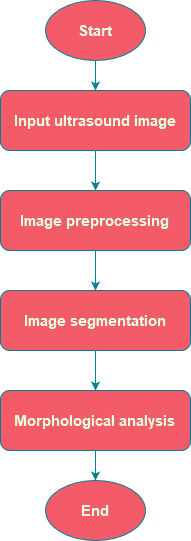 Start
Input ultrasound image
Image preprocessing
Image segmentation
Morphological analysis
End